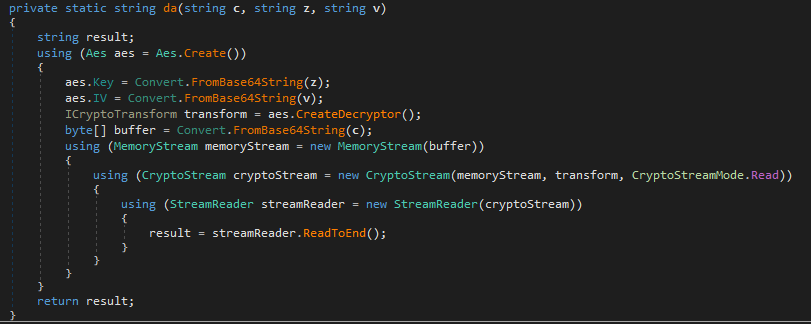 private static string da(string c, string z, string v)
{
    string result;
    using (Aes aes = Aes.Create())
    {
        aes.Key = Convert.FromBase64String(z);
        aes.IV = Convert.FromBase64String(v);
        ICryptoTransform transform = aes.CreateDecryptor();
        byte[] buffer = Convert.FromBase64String(c);
        using (MemoryStream memoryStream = new MemoryStream(buffer))
        {
            using (CryptoStream cryptoStream = new CryptoStream(memoryStream, transform, CryptoStreamMode.Read))
            {
                using (StreamReader streamReader = new StreamReader(cryptoStream))
                {
                    result = streamReader.ReadToEnd();
                }
            }
        }
    }
    return result;
}